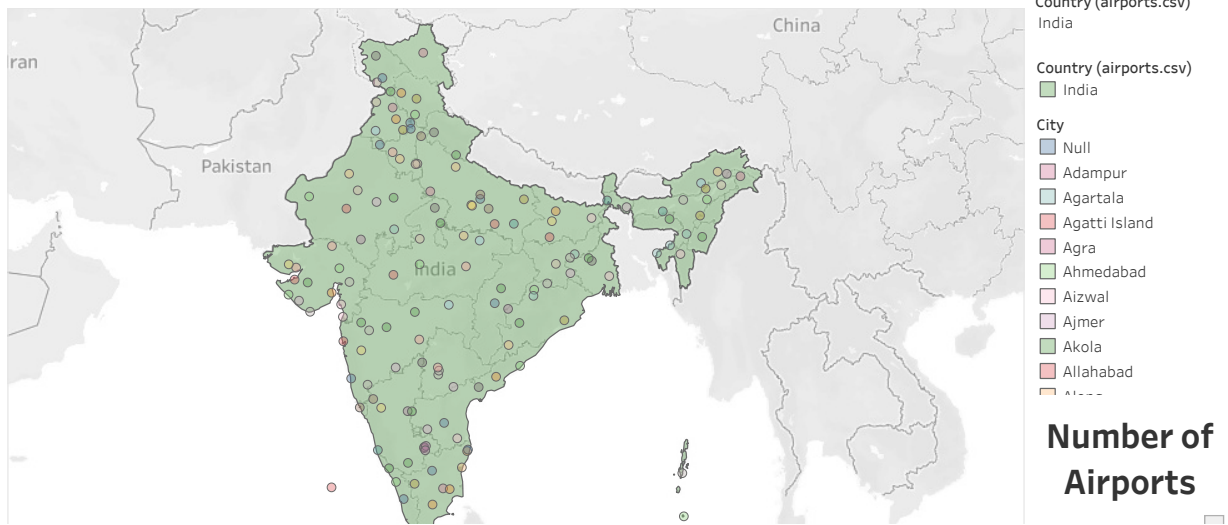 China
ran
Pakistan
India
Country (airports.csv)
India
Country (airports.csv)
India
City
Null
Adampur
Agartala
Agatti Island
Agra
Ahmedabad
Aizwal
Ajmer
Akola
Allahabad
Number of
Airports